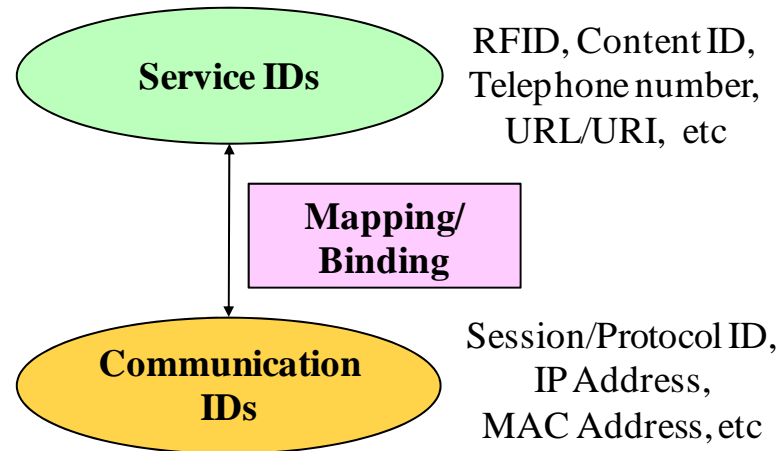 Service IDs
RFID, Content ID,
Telephone number,
URL/URI, etc
Mapping/
Binding
Communication
IDs
Session/Protocol ID,
IP Address,
MAC Address, etc